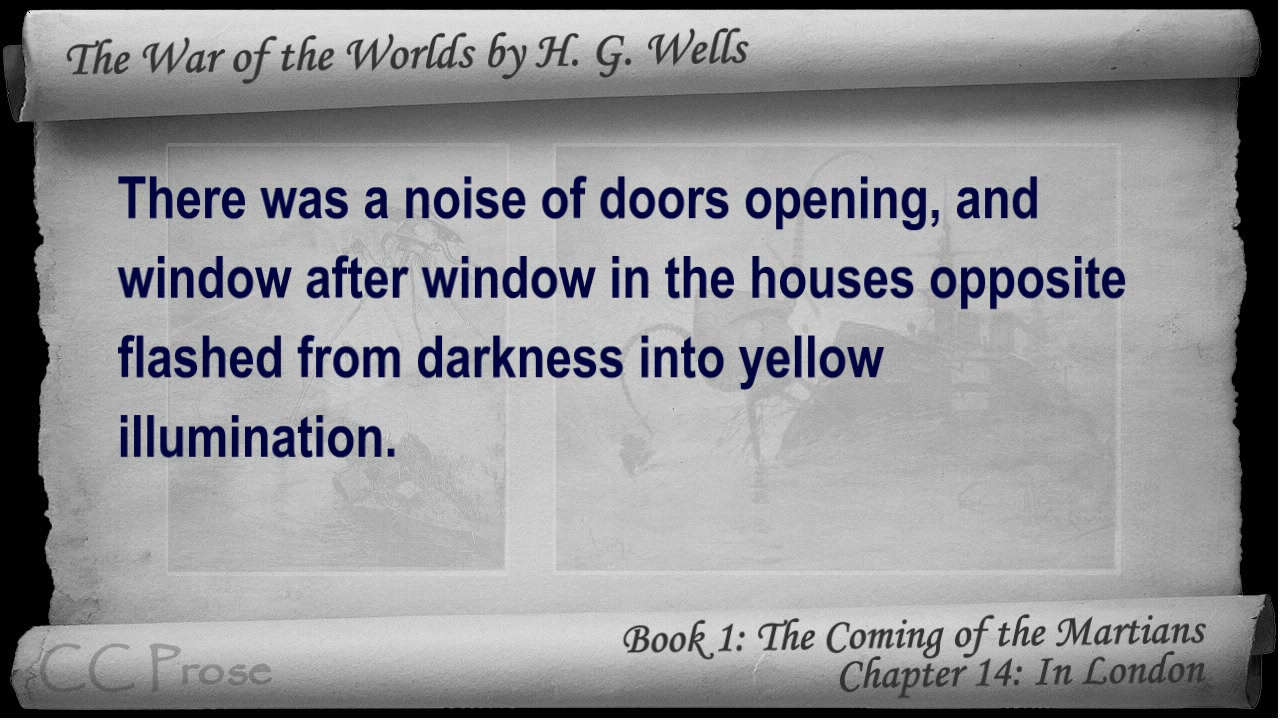 The War of the Worlds by H. G. Wells
There was a noise of doors opening, and
window after window in the houses opposite
flashed from darkness into yellow
illumination.
Book 1: The Coming of the Martians
Chapter 14: In London
CC Prose